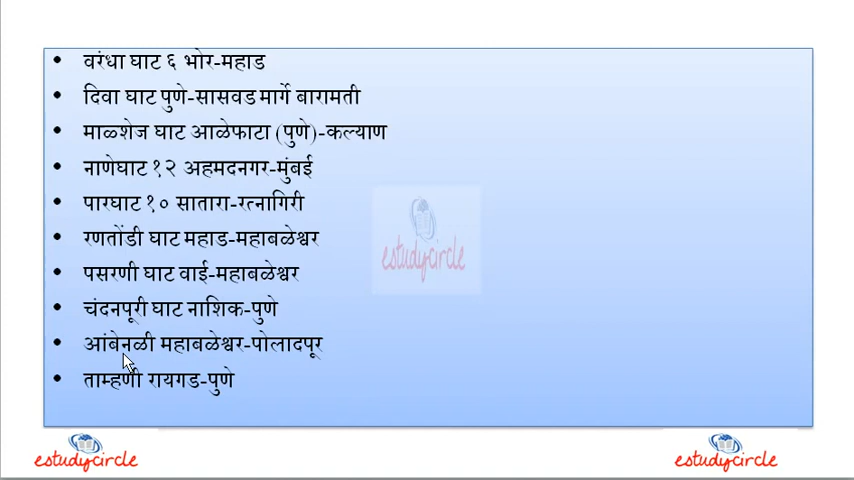 • वरंधा घाट ६ भोर-महाड
• दिवा घाट पुणे-सासवड मार्गे बारामती
• माळशेज घाट आळेफाटा (पुणे)-कल्याण
• नाणेघाट १२ अहमदनगर-मुंबई
• पारघाट १० सातारा-रत्नागिरी
• रणतोंडी घाट महाड-महाबळेश्वर
• पसरणी घाट वाई-महाबळेश्वर
• चंदनपूरी घाट नाशिक-पुणे
• आंबेनळी महाबळेश्वर-पोलादपूर
• ताम्हणी रायगड-पुणे
estudycircle
estudycircle
estudycircle